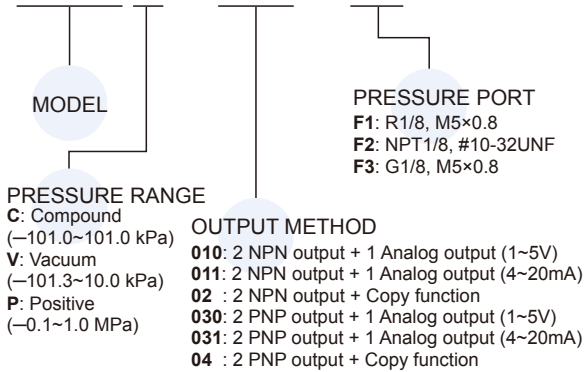 MODEL
PRESSURE RANGE
C: Compound
(—101.0~101.0 kPa)
V: Vacuum
(—101.3~10.0 kPa)
P: Positive
(—0.1~1.0 MPa)
OUTPUT METHOD
010: 2 NPN output + 1 Analog output (1~5V)
011: 2 NPN output + 1 Analog output (4~20mA)
02 : 2 NPN output + Copy function
030: 2 PNP output + 1 Analog output (1~5V)
031: 2 PNP output + 1 Analog output (4~20mA)
04 : 2 PNP output + Copy function
PRESSURE PORT
F1: R1/8, M5×0.8
F2: NPT1/8, #10-32UNF
F3: G1/8, M5×0.8